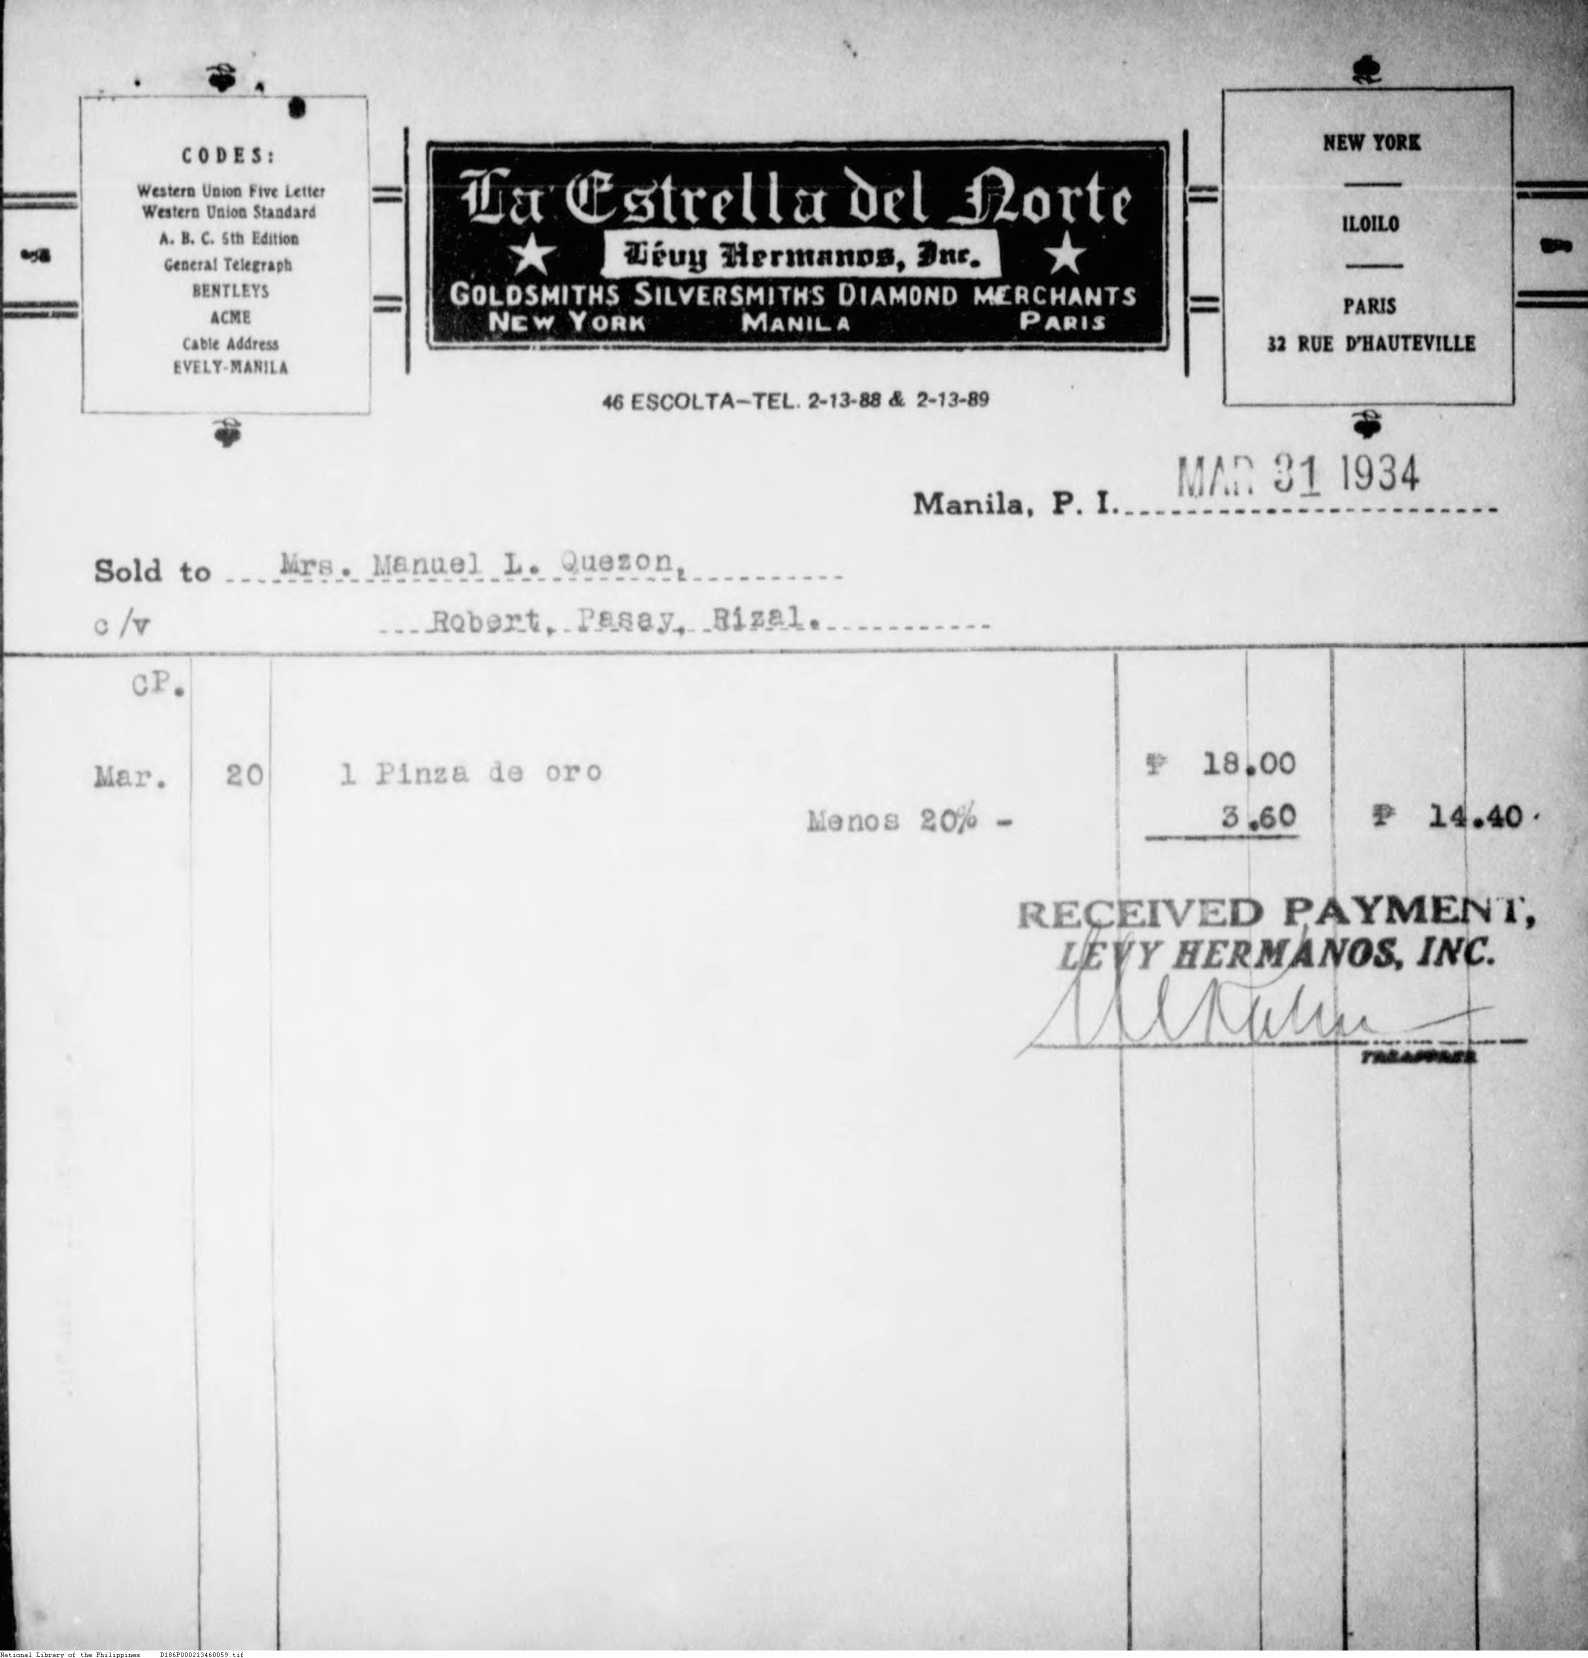 CODES:
Western Union Five Letter
Western Union Standard
A. B. C. 5th Edition
General Telegraph
BENTLEYS
ACME
Cable Address
EVELY-MANILA
La Estrella del Norte
Lévy Hermanos, Inc.
GOLDSMITHS SILVERSMITHS DIAMOND MERCHANTS
NEW YORK MANILA PARIS
46 ESCOLTA-TEL. 2-13-88 & 2-13-89
NEW YORK
ILOILO
PARIS
32 RUE D'HAUTEVILLE
Manila, P. I. MAR 31 1934
Sold to Mrs. Manuel L. Quezon,
c/v Robert, Pasay, Rizal.
CP.
Mar. 20 1 Pinza de oro ₱ 18.00
Menos 20% - 3.60 ₱ 14.40
RECEIVED PAYMENT,
LEVY HERMANOS, INC.
TREASURER
National Library of the Philippines D186P000213460059.tif